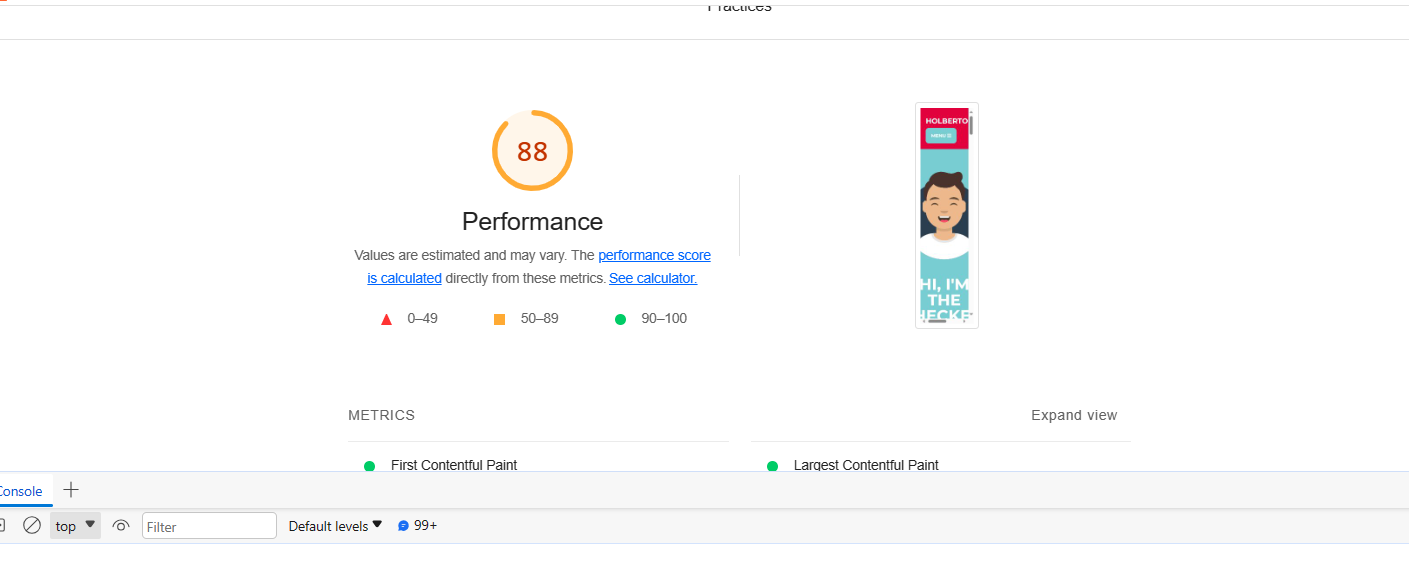 Practices
88
Performance
Values are estimated and may vary. The performance score
is calculated directly from these metrics. See calculator.
0–49
50–89
90–100
HOLBERTO
MENU
HI, I'M
THE
HECKE
METRICS
Expand view
First Contentful Paint
Largest Contentful Paint
Console
top
Filter
Default levels
99+